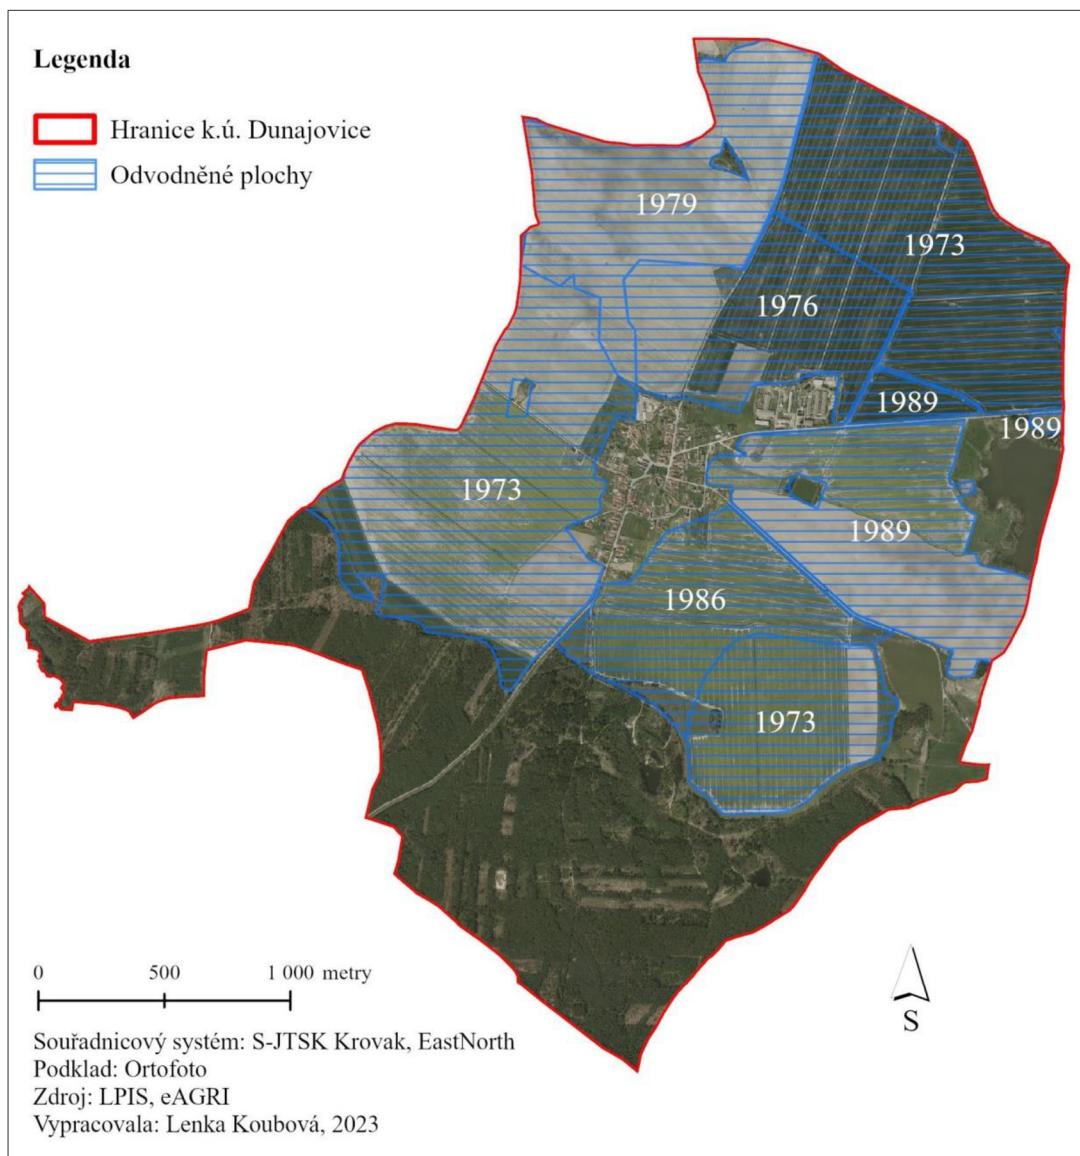 Legenda
Hranice k.ú. Dunajovice
Odvodněné plochy
1979
1973
1976
1989
1989
1973
1989
1986
1973
0 500 1 000 metry
S
Souřadnicový systém: S-JTSK Krovak, EastNorth
Podklad: Ortofoto
Zdroj: LPIS, eAGRI
Vypracovala: Lenka Koubová, 2023